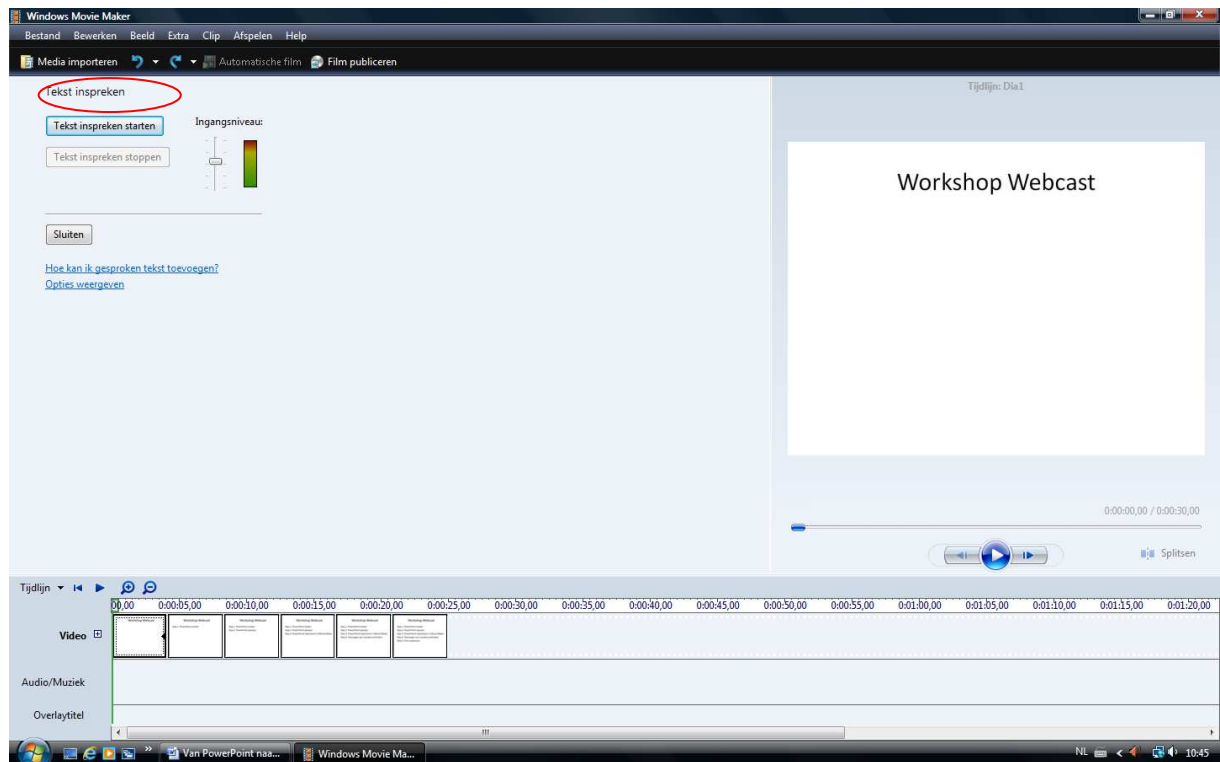 Windows Movie Maker
Bestand Bewerken Beeld Extra Clip Afspelen Help
Media importeren Automatische film Film publiceren
Tekst inspreken
Tekst inspreken starten
Ingangsniveau:
Tekst inspreken stoppen
Sluiten
Hoe kan ik gesproken tekst toevoegen?
Opties weergeven
Tijdlijn: Dia1
Workshop Webcast
0:00:00,00 / 0:00:30,00
Splitsen
Tijdlijn
00,00 0:00:05,00 0:00:10,00 0:00:15,00 0:00:20,00 0:00:25,00 0:00:30,00 0:00:35,00 0:00:40,00 0:00:45,00 0:00:50,00 0:00:55,00 0:01:00,00 0:01:05,00 0:01:10,00 0:01:15,00 0:01:20,00
Video
Audio/Muziek
Overlaytitel
Van PowerPoint naa... Windows Movie Ma... NL 10:45